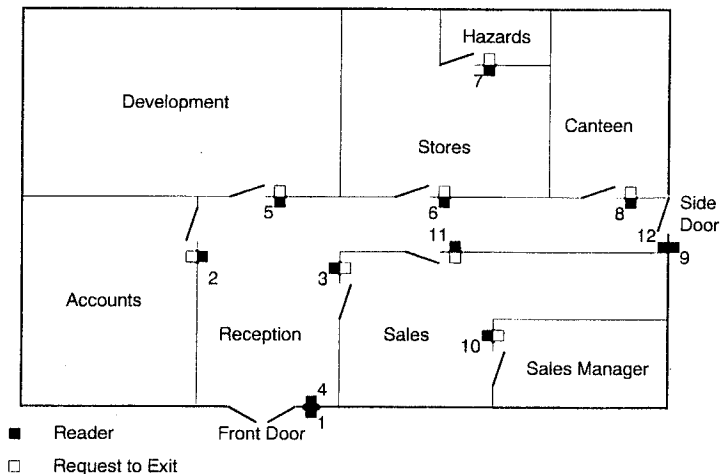 Hazards
7
Development
Canteen
Stores
5
6
8
Side
Door
11
12
9
2
3
Accounts
Reception
Sales
10
Sales Manager
4
1
Front Door
Reader
Request to Exit